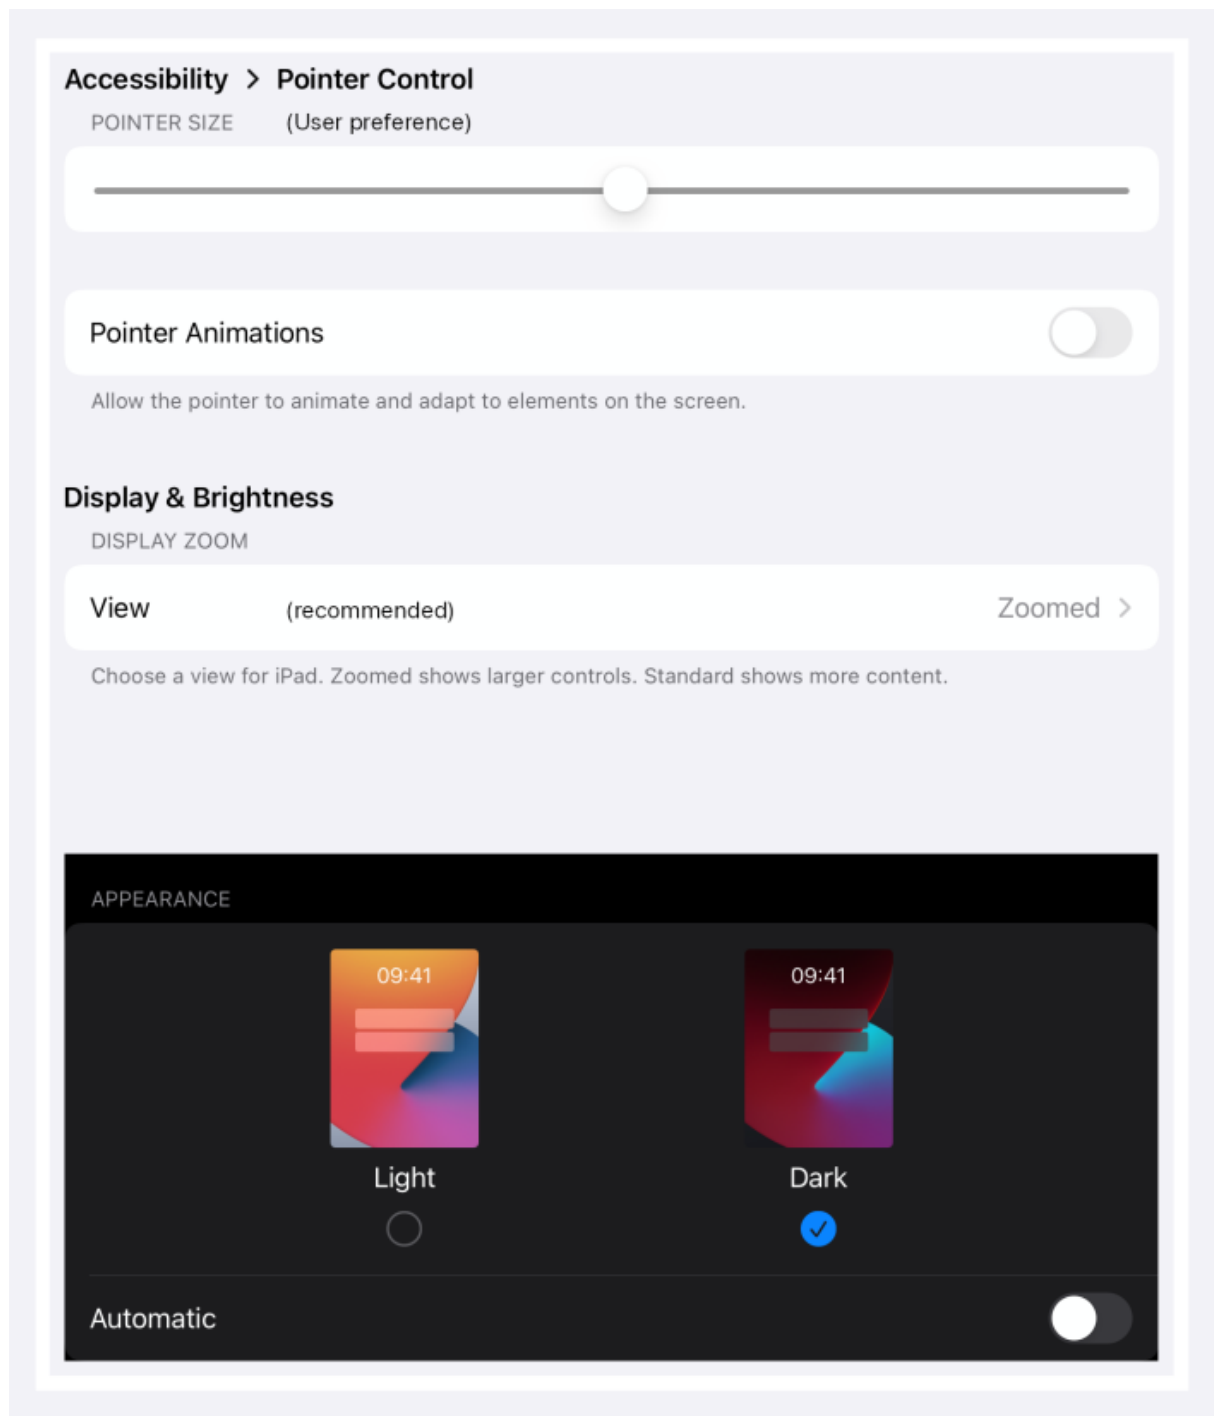 Accessibility > Pointer Control
POINTER SIZE (User preference)
Pointer Animations
Allow the pointer to animate and adapt to elements on the screen.
Display & Brightness
DISPLAY ZOOM
View (recommended) Zoomed >
Choose a view for iPad. Zoomed shows larger controls. Standard shows more content.
APPEARANCE
09:41 09:41
Light Dark
Automatic